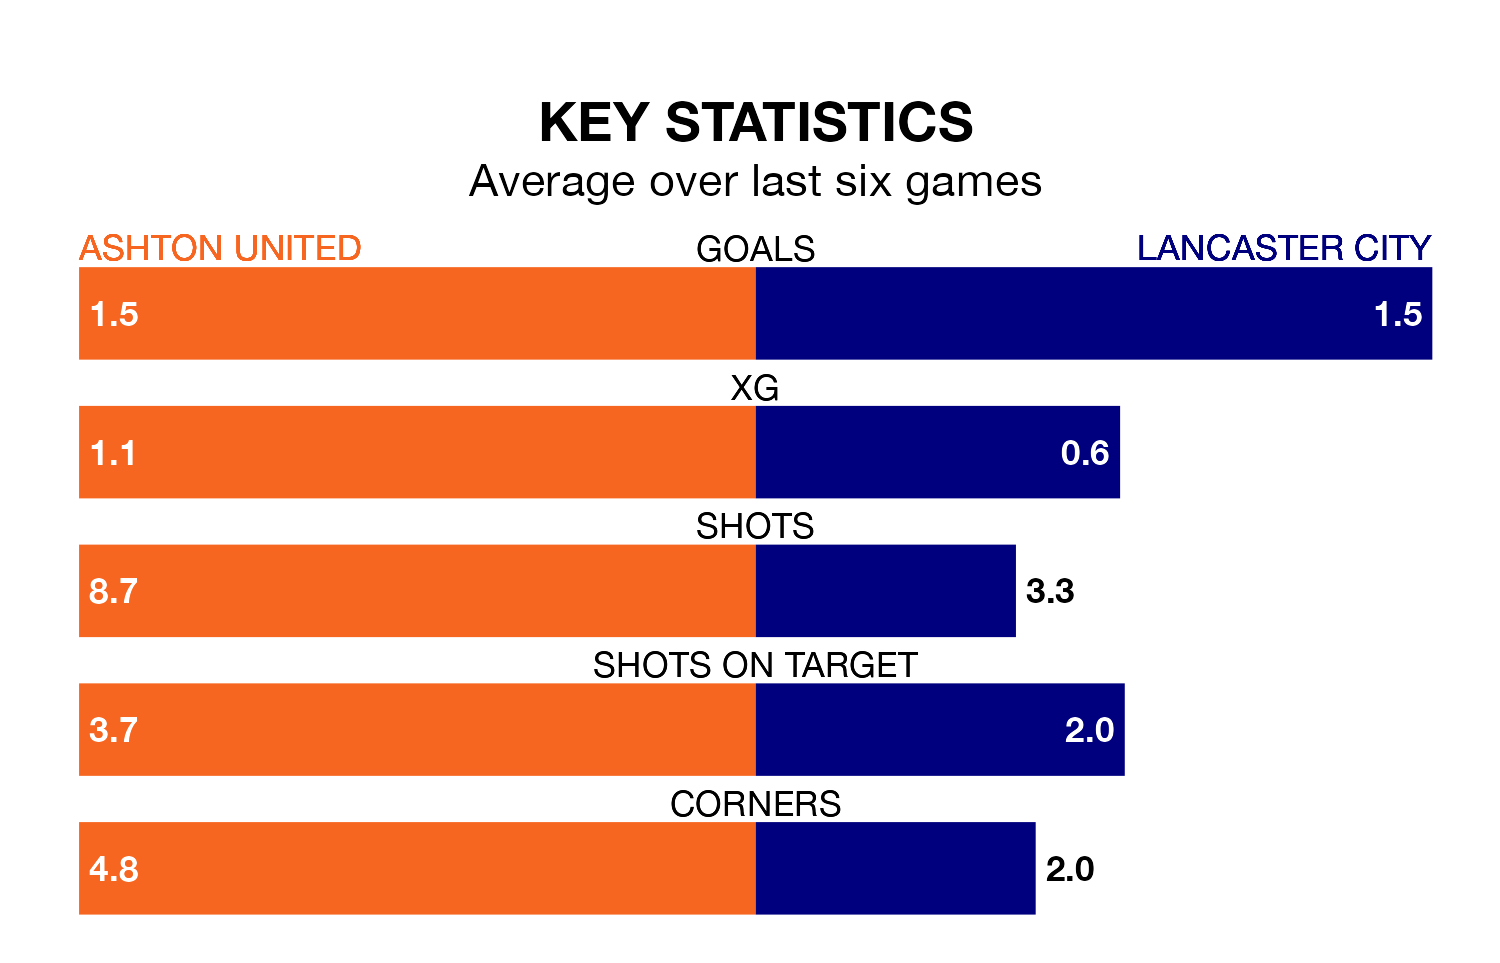 KEY STATISTICS
Average over last six games
ASHTON UNITED GOALS LANCASTER CITY
1.5 1.5
XG
1.1 0.6
SHOTS
8.7 3.3
SHOTS ON TARGET
3.7 2.0
CORNERS
4.8 2.0